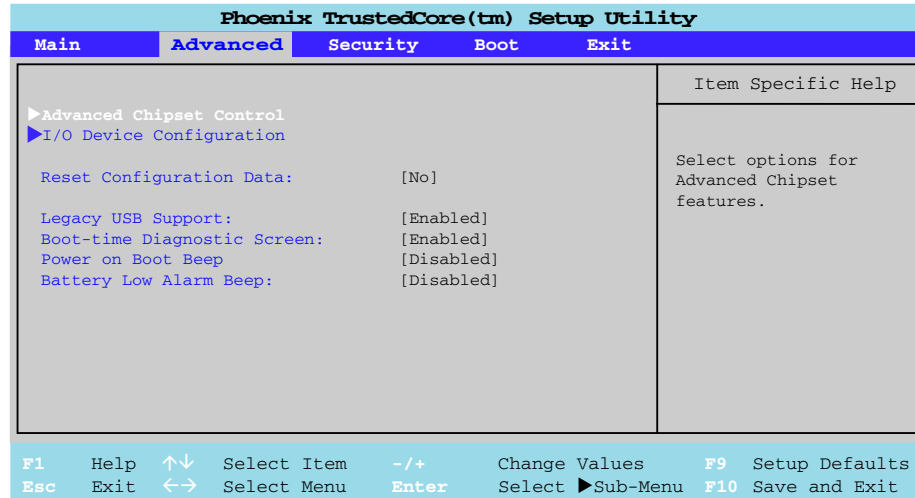 Phoenix TrustedCore(tm) Setup Utility
Main Advanced Security Boot Exit
Item Specific Help
▶Advanced Chipset Control
▶I/O Device Configuration
Select options for
Advanced Chipset
features.
Reset Configuration Data: [No]
Legacy USB Support: [Enabled]
Boot-time Diagnostic Screen: [Enabled]
Power on Boot Beep [Disabled]
Battery Low Alarm Beep: [Disabled]
F1 Help ↑↓ Select Item -/+ Change Values F9 Setup Defaults
Esc Exit ←→ Select Menu Enter Select ▶Sub-Menu F10 Save and Exit